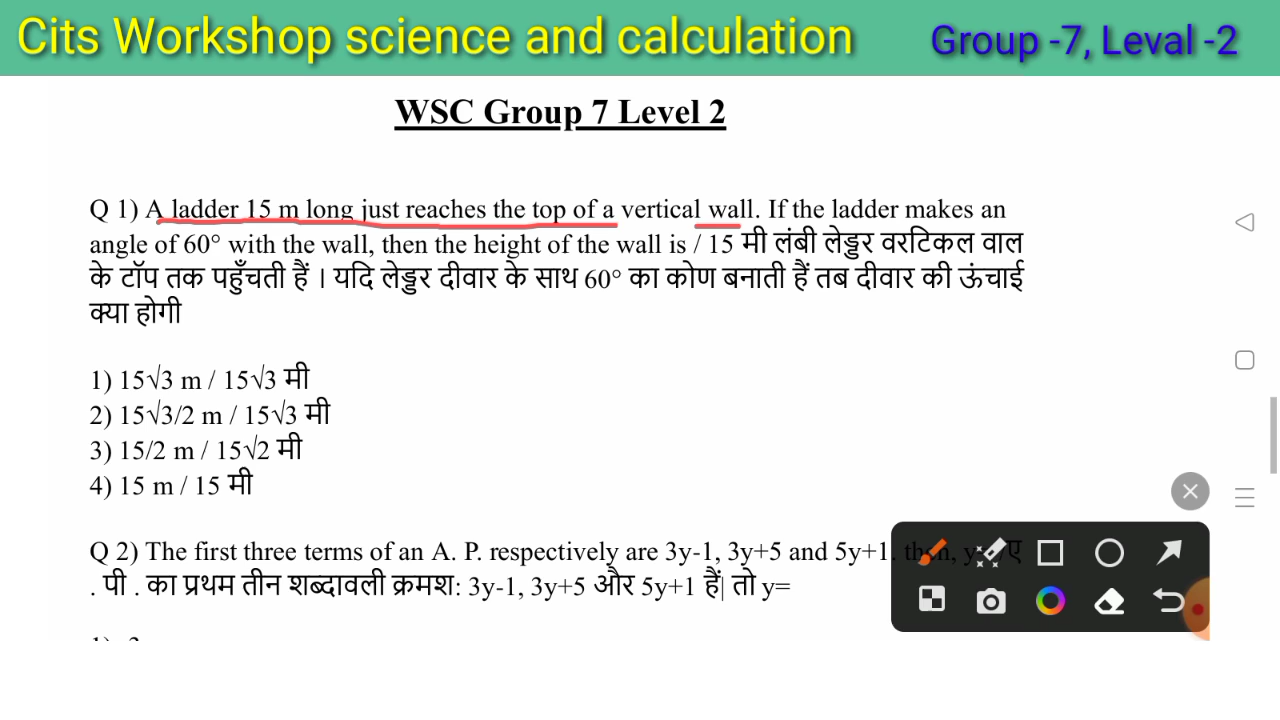 Cits Workshop science and calculation Group -7, Leval -2
WSC Group 7 Level 2
Q 1) A ladder 15 m long just reaches the top of a vertical wall. If the ladder makes an
angle of 60° with the wall, then the height of the wall is / 15 मी लंबी लेड्डर वरटिकल वाल
के टॉप तक पहुँचती हैं । यदि लेड्डर दीवार के साथ 60° का कोण बनाती हैं तब दीवार की ऊंचाई
क्या होगी
1) 15√3 m / 15√3 मी
2) 15√3/2 m / 15√3 मी
3) 15/2 m / 15√2 मी
4) 15 m / 15 मी
Q 2) The first three terms of an A. P. respectively are 3y-1, 3y+5 and 5y+1,
. पी . का प्रथम तीन शब्दावली क्रमश: 3y-1, 3y+5 और 5y+1 हैं| तो y=